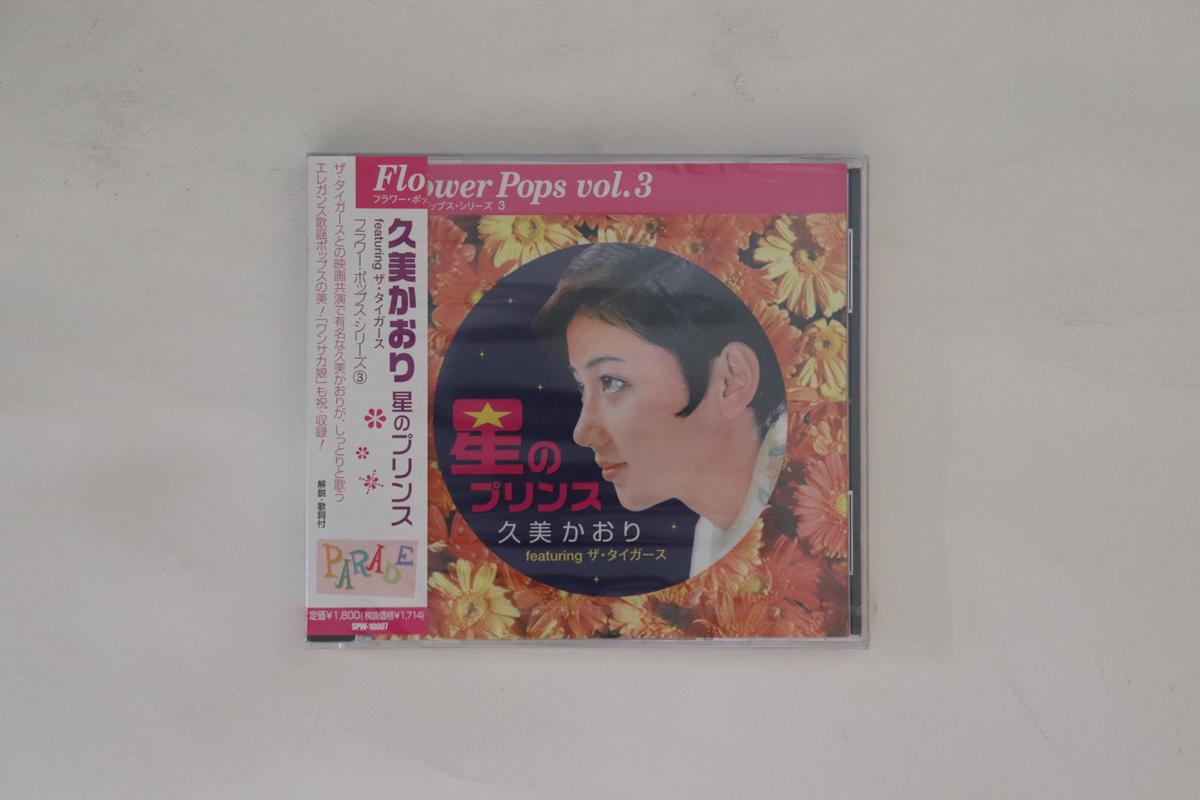 Flower Pops vol.3
フラワー・ポップス・シリーズ 3
久美かおり 星のプリンス
featuring ザ・タイガース
フラワー・ポップス・シリーズ③
ザ・タイガースとの映画共演で有名な久美かおりが、しっとりと歌う
エレガンス歌謡ポップスの美!「ワンサカ娘」も祝・収録!
解説・歌詞付
PARADE
定価¥1,800(税抜価格¥1,714)
SPW-10007
星の
プリンス
久美かおり
featuring ザ・タイガース